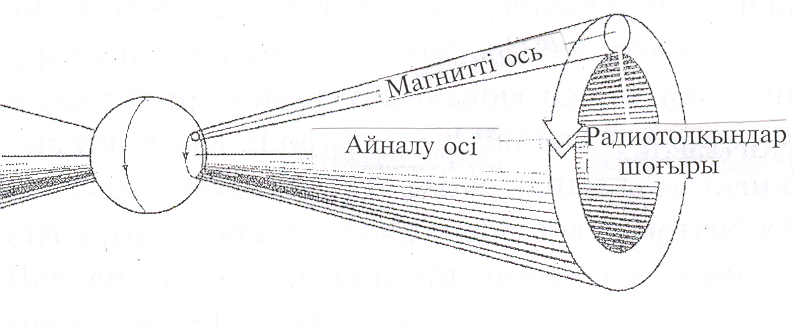 Магнитті ось
Айналу осі
Радиотолқындар
шоғыры